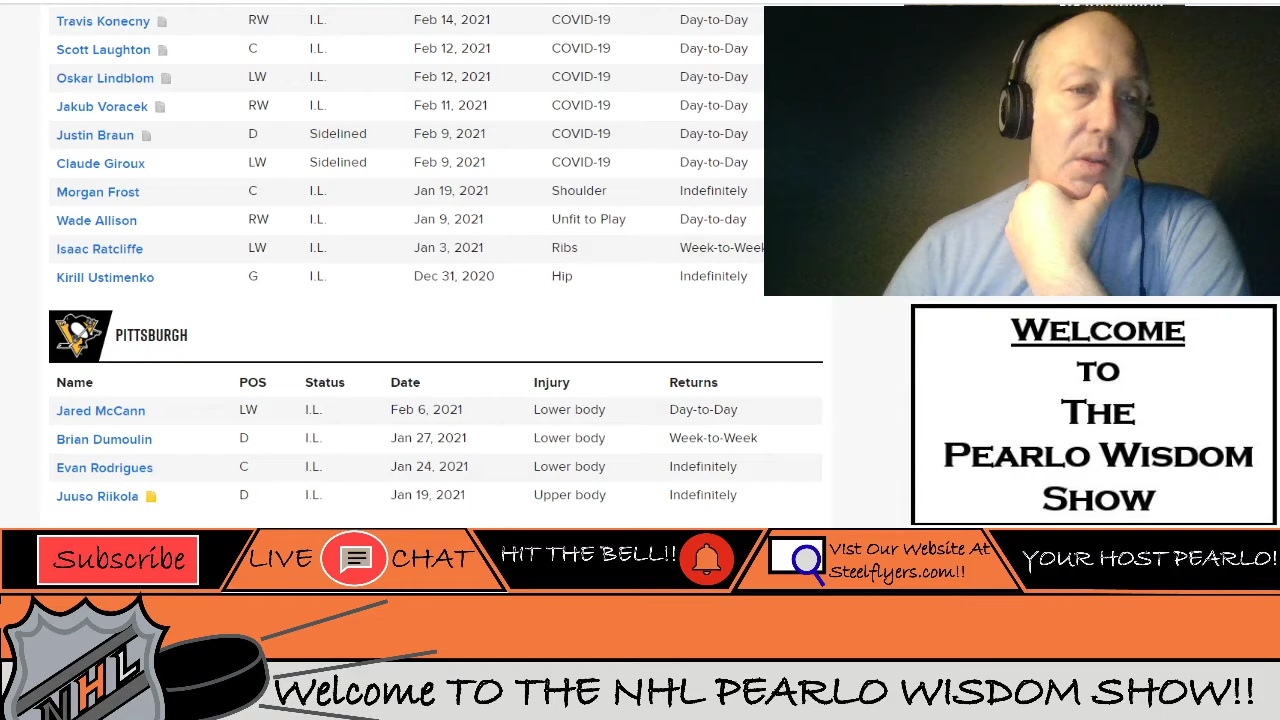 Travis Konecny RW I.L. Feb 14, 2021 COVID-19 Day-to-Day
Scott Laughton C I.L. Feb 12, 2021 COVID-19 Day-to-Day
Oskar Lindblom LW I.L. Feb 12, 2021 COVID-19 Day-to-Day
Jakub Voracek RW I.L. Feb 11, 2021 COVID-19 Day-to-Day
Justin Braun D Sidelined Feb 9, 2021 COVID-19 Day-to-Day
Claude Giroux LW Sidelined Feb 9, 2021 COVID-19 Day-to-Day
Morgan Frost C I.L. Jan 19, 2021 Shoulder Indefinitely
Wade Allison RW I.L. Jan 9, 2021 Unfit to Play Day-to-day
Isaac Ratcliffe LW I.L. Jan 3, 2021 Ribs Week-to-Week
Kirill Ustimenko G I.L. Dec 31, 2020 Hip Indefinitely
PITTSBURGH
Name POS Status Date Injury Returns
Jared McCann LW I.L. Feb 6, 2021 Lower body Day-to-Day
Brian Dumoulin D I.L. Jan 27, 2021 Lower body Week-to-Week
Evan Rodrigues C I.L. Jan 24, 2021 Lower body Indefinitely
Juuso Riikola D I.L. Jan 19, 2021 Upper body Indefinitely
WELCOME
TO
THE
PEARLO WISDOM
SHOW
Subscribe
LIVE CHAT
HIT THE BELL!!
VIst Our Website At
Steelflyers.com!!
YOUR HOST PEARLO!
NHL
Welcome TO THE NHL PEARLO WISDOM SHOW!!